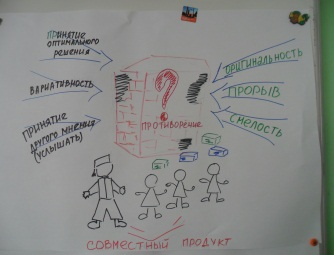 ПРИНЯТИЕ
ОПТИМАЛЬНОГО
РЕШЕНИЯ
ВАРИАТИВНОСТЬ
ПРИНЯТИЕ
ДРУГОГО МНЕНИЯ
(УСЛЫШАТЬ)
?
ПРОТИВОРЕЧИЕ
ОРИГИНАЛЬНОСТЬ
ПРОРЫВ
СМЕЛОСТЬ
СОВМЕСТНЫЙ ПРОДУКТ